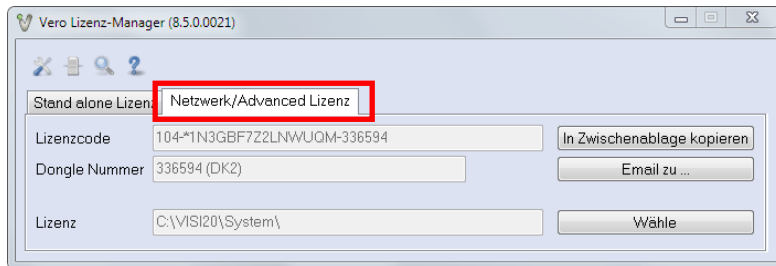 Vero Lizenz-Manager (8.5.0.0021)
Stand alone Lizenz Netzwerk/Advanced Lizenz
Lizenzcode 104-*1N3GBF7Z2LNWUQM-336594 In Zwischenablage kopieren
Dongle Nummer 336594 (DK2) Email zu ...
Lizenz C:\VISI20\System\ Wähle